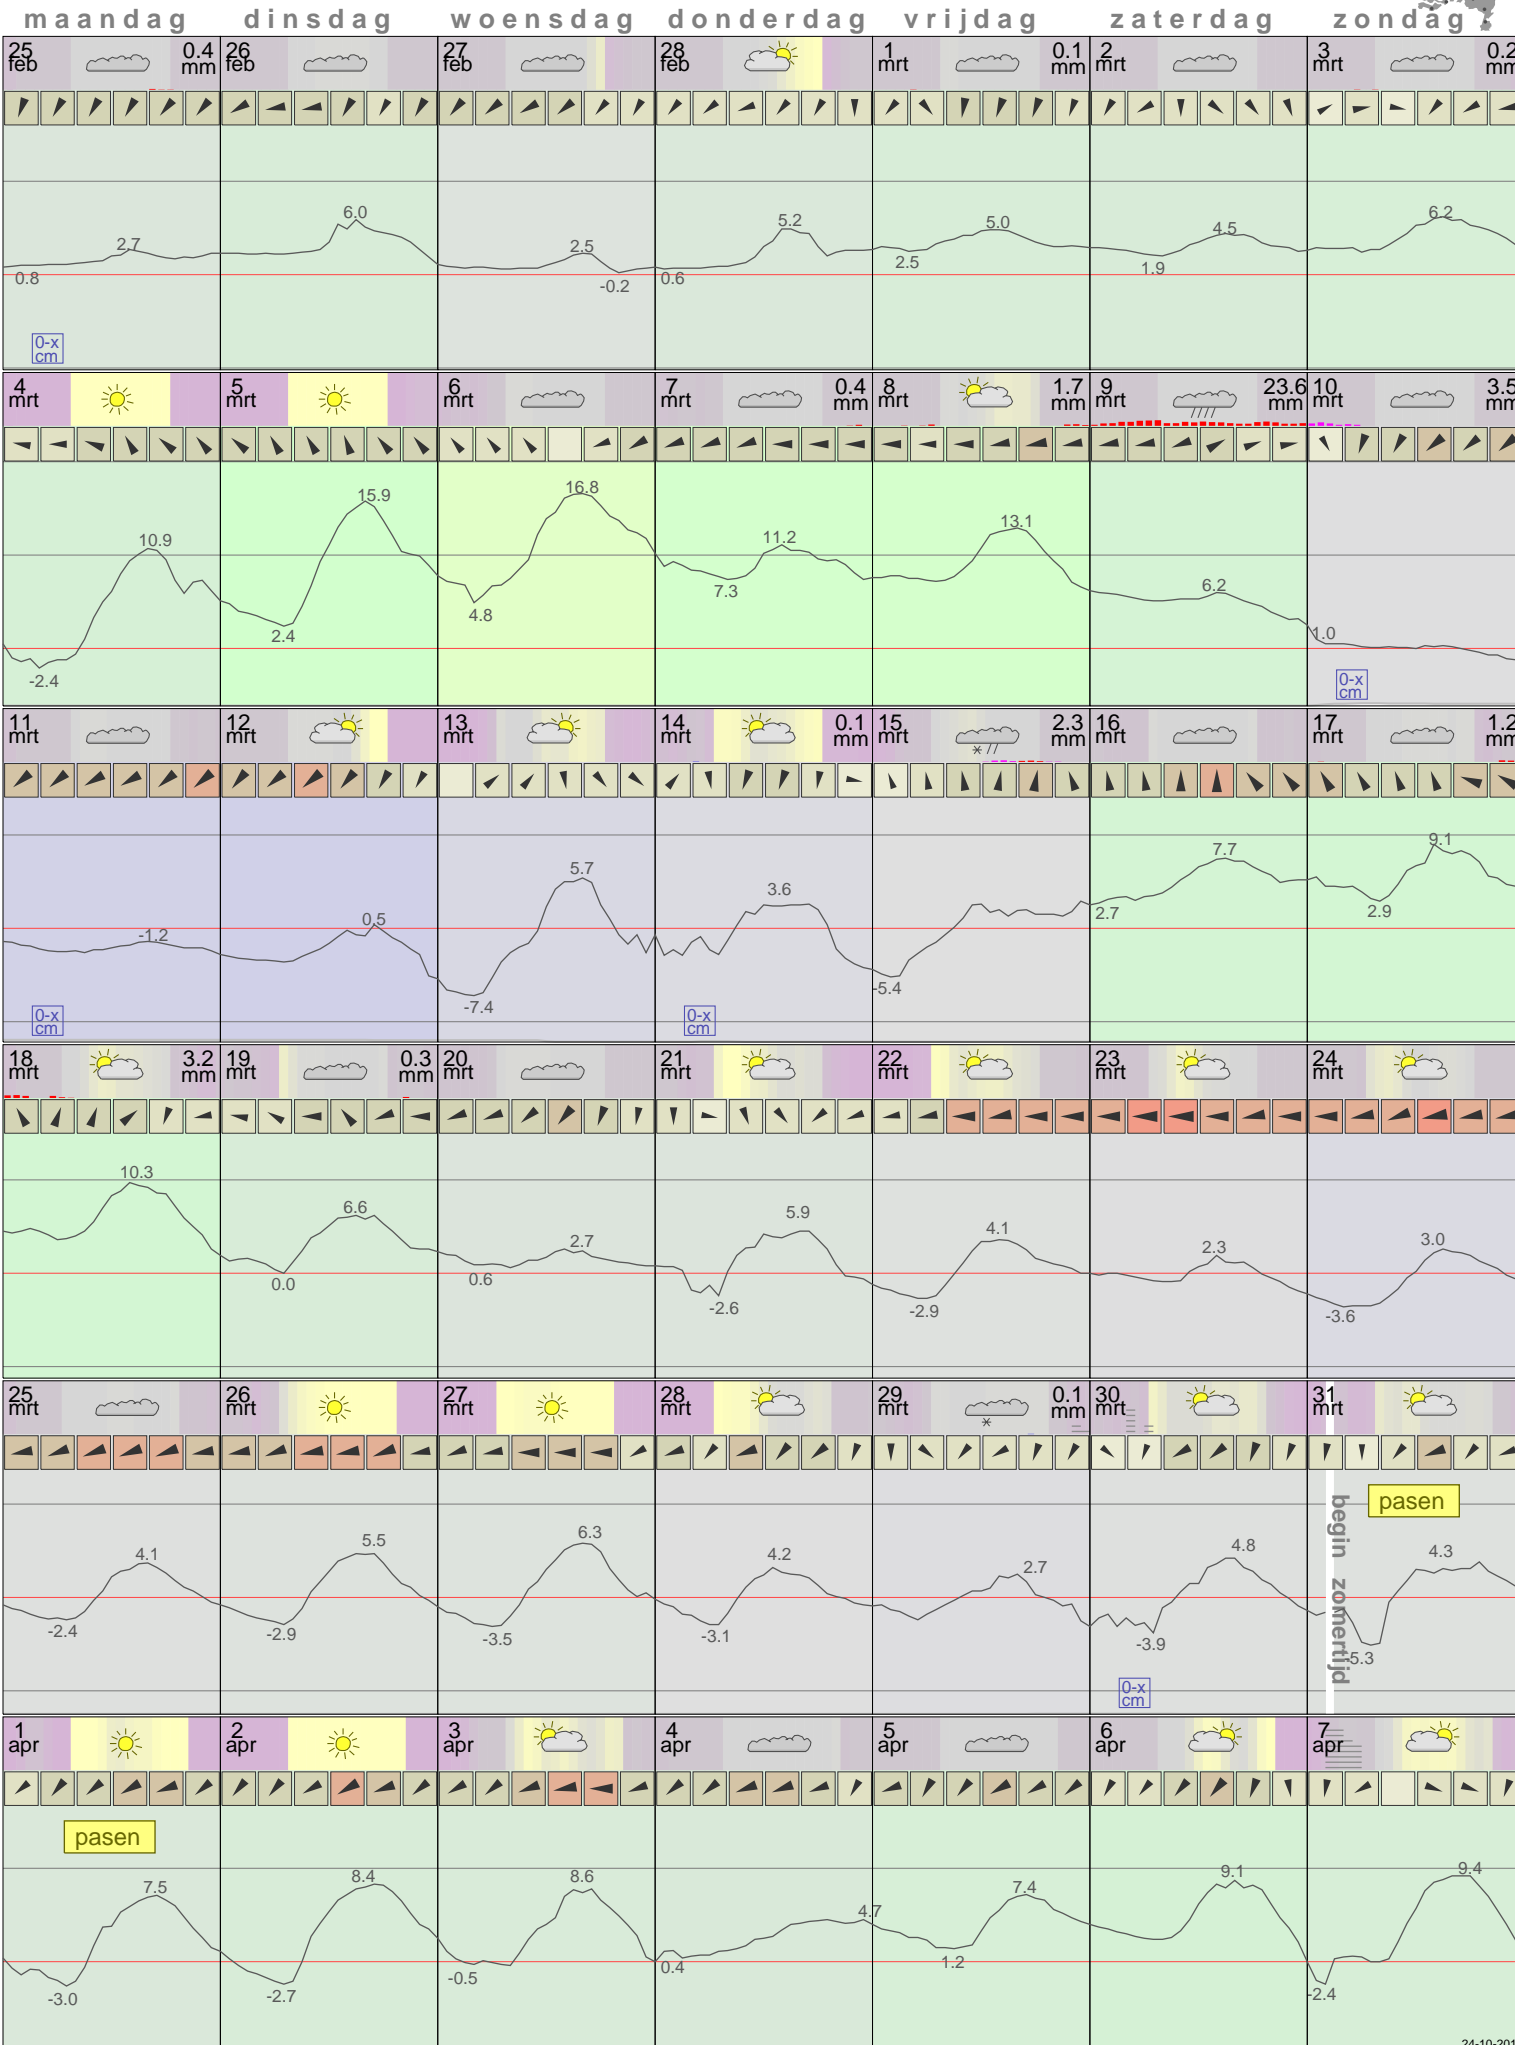 maandag dinsdag woensdag donderdag vrijdag zaterdag zondag
25 feb 0.4 mm 26 feb 27 feb 28 feb 1 mrt 0.1 mm 2 mrt 3 mrt 0.2 mm
2.7 6.0 2.5 5.2 5.0 4.5 6.2
0.8 -0.2 0.6 2.5 1.9
0-x cm
4 mrt 5 mrt 6 mrt 7 mrt 0.4 mm 8 mrt 1.7 mm 9 mrt 23.6 mm 10 mrt 3.5 mm
10.9 15.9 16.8 11.2 13.1 6.2 1.0
-2.4 2.4 4.8 7.3
0-x cm
11 mrt 12 mrt 13 mrt 14 mrt 0.1 mm 15 mrt 2.3 mm 16 mrt 17 mrt 1.2 mm
-1.2 0.5 5.7 3.6 7.7 9.1
-7.4 -5.4 2.7 2.9
0-x cm 0-x cm
18 mrt 3.2 mm 19 mrt 0.3 mm 20 mrt 21 mrt 22 mrt 23 mrt 24 mrt
10.3 6.6 2.7 5.9 4.1 2.3 3.0
0.0 0.6 -2.6 -2.9 -3.6
25 mrt 26 mrt 27 mrt 28 mrt 29 mrt 0.1 mm 30 mrt 31 mrt
pasen
begin zomertijd
4.1 5.5 6.3 4.2 2.7 4.8 4.3
-2.4 -2.9 -3.5 -3.1 -3.9 -5.3
0-x cm
1 apr 2 apr 3 apr 4 apr 5 apr 6 apr 7 apr
pasen
7.5 8.4 8.6 4.7 7.4 9.1 9.4
-3.0 -2.7 -0.5 0.4 1.2 -2.4
24-10-201